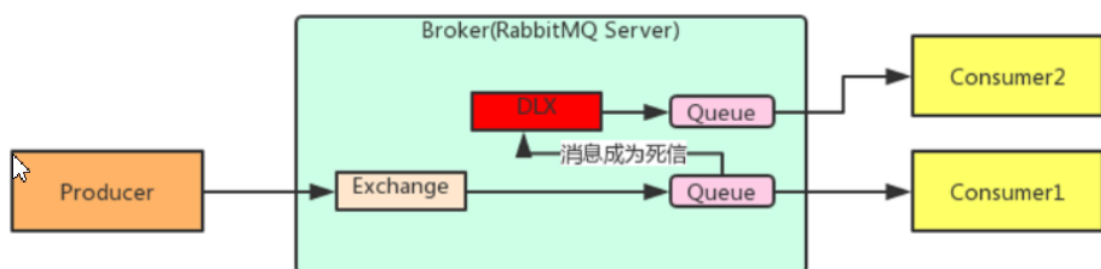 Broker(RabbitMQ Server)
DLX
Queue
Consumer2
消息成为死信
Producer
Exchange
Queue
Consumer1